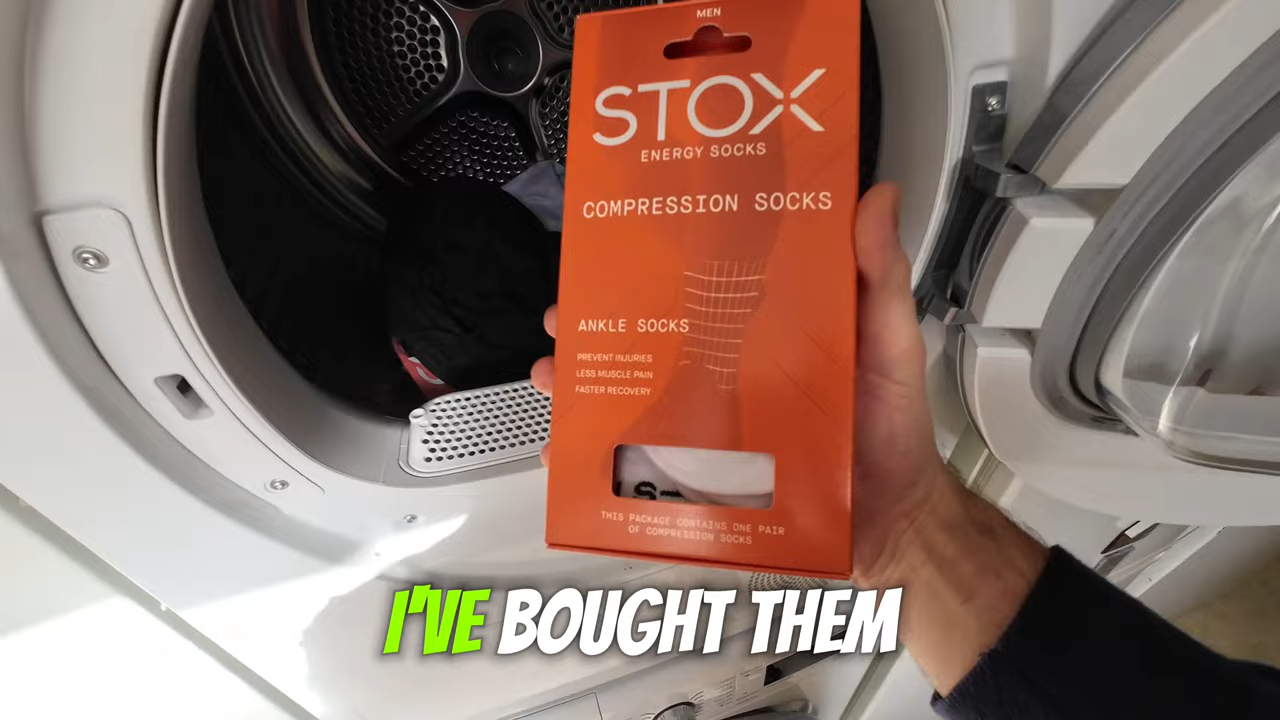 MEN
STOX
ENERGY SOCKS
COMPRESSION SOCKS
ANKLE SOCKS
PREVENT INJURIES
LESS MUSCLE PAIN
FASTER RECOVERY
THIS PACKAGE CONTAINS ONE PAIR
OF COMPRESSION SOCKS
I'VE BOUGHT THEM